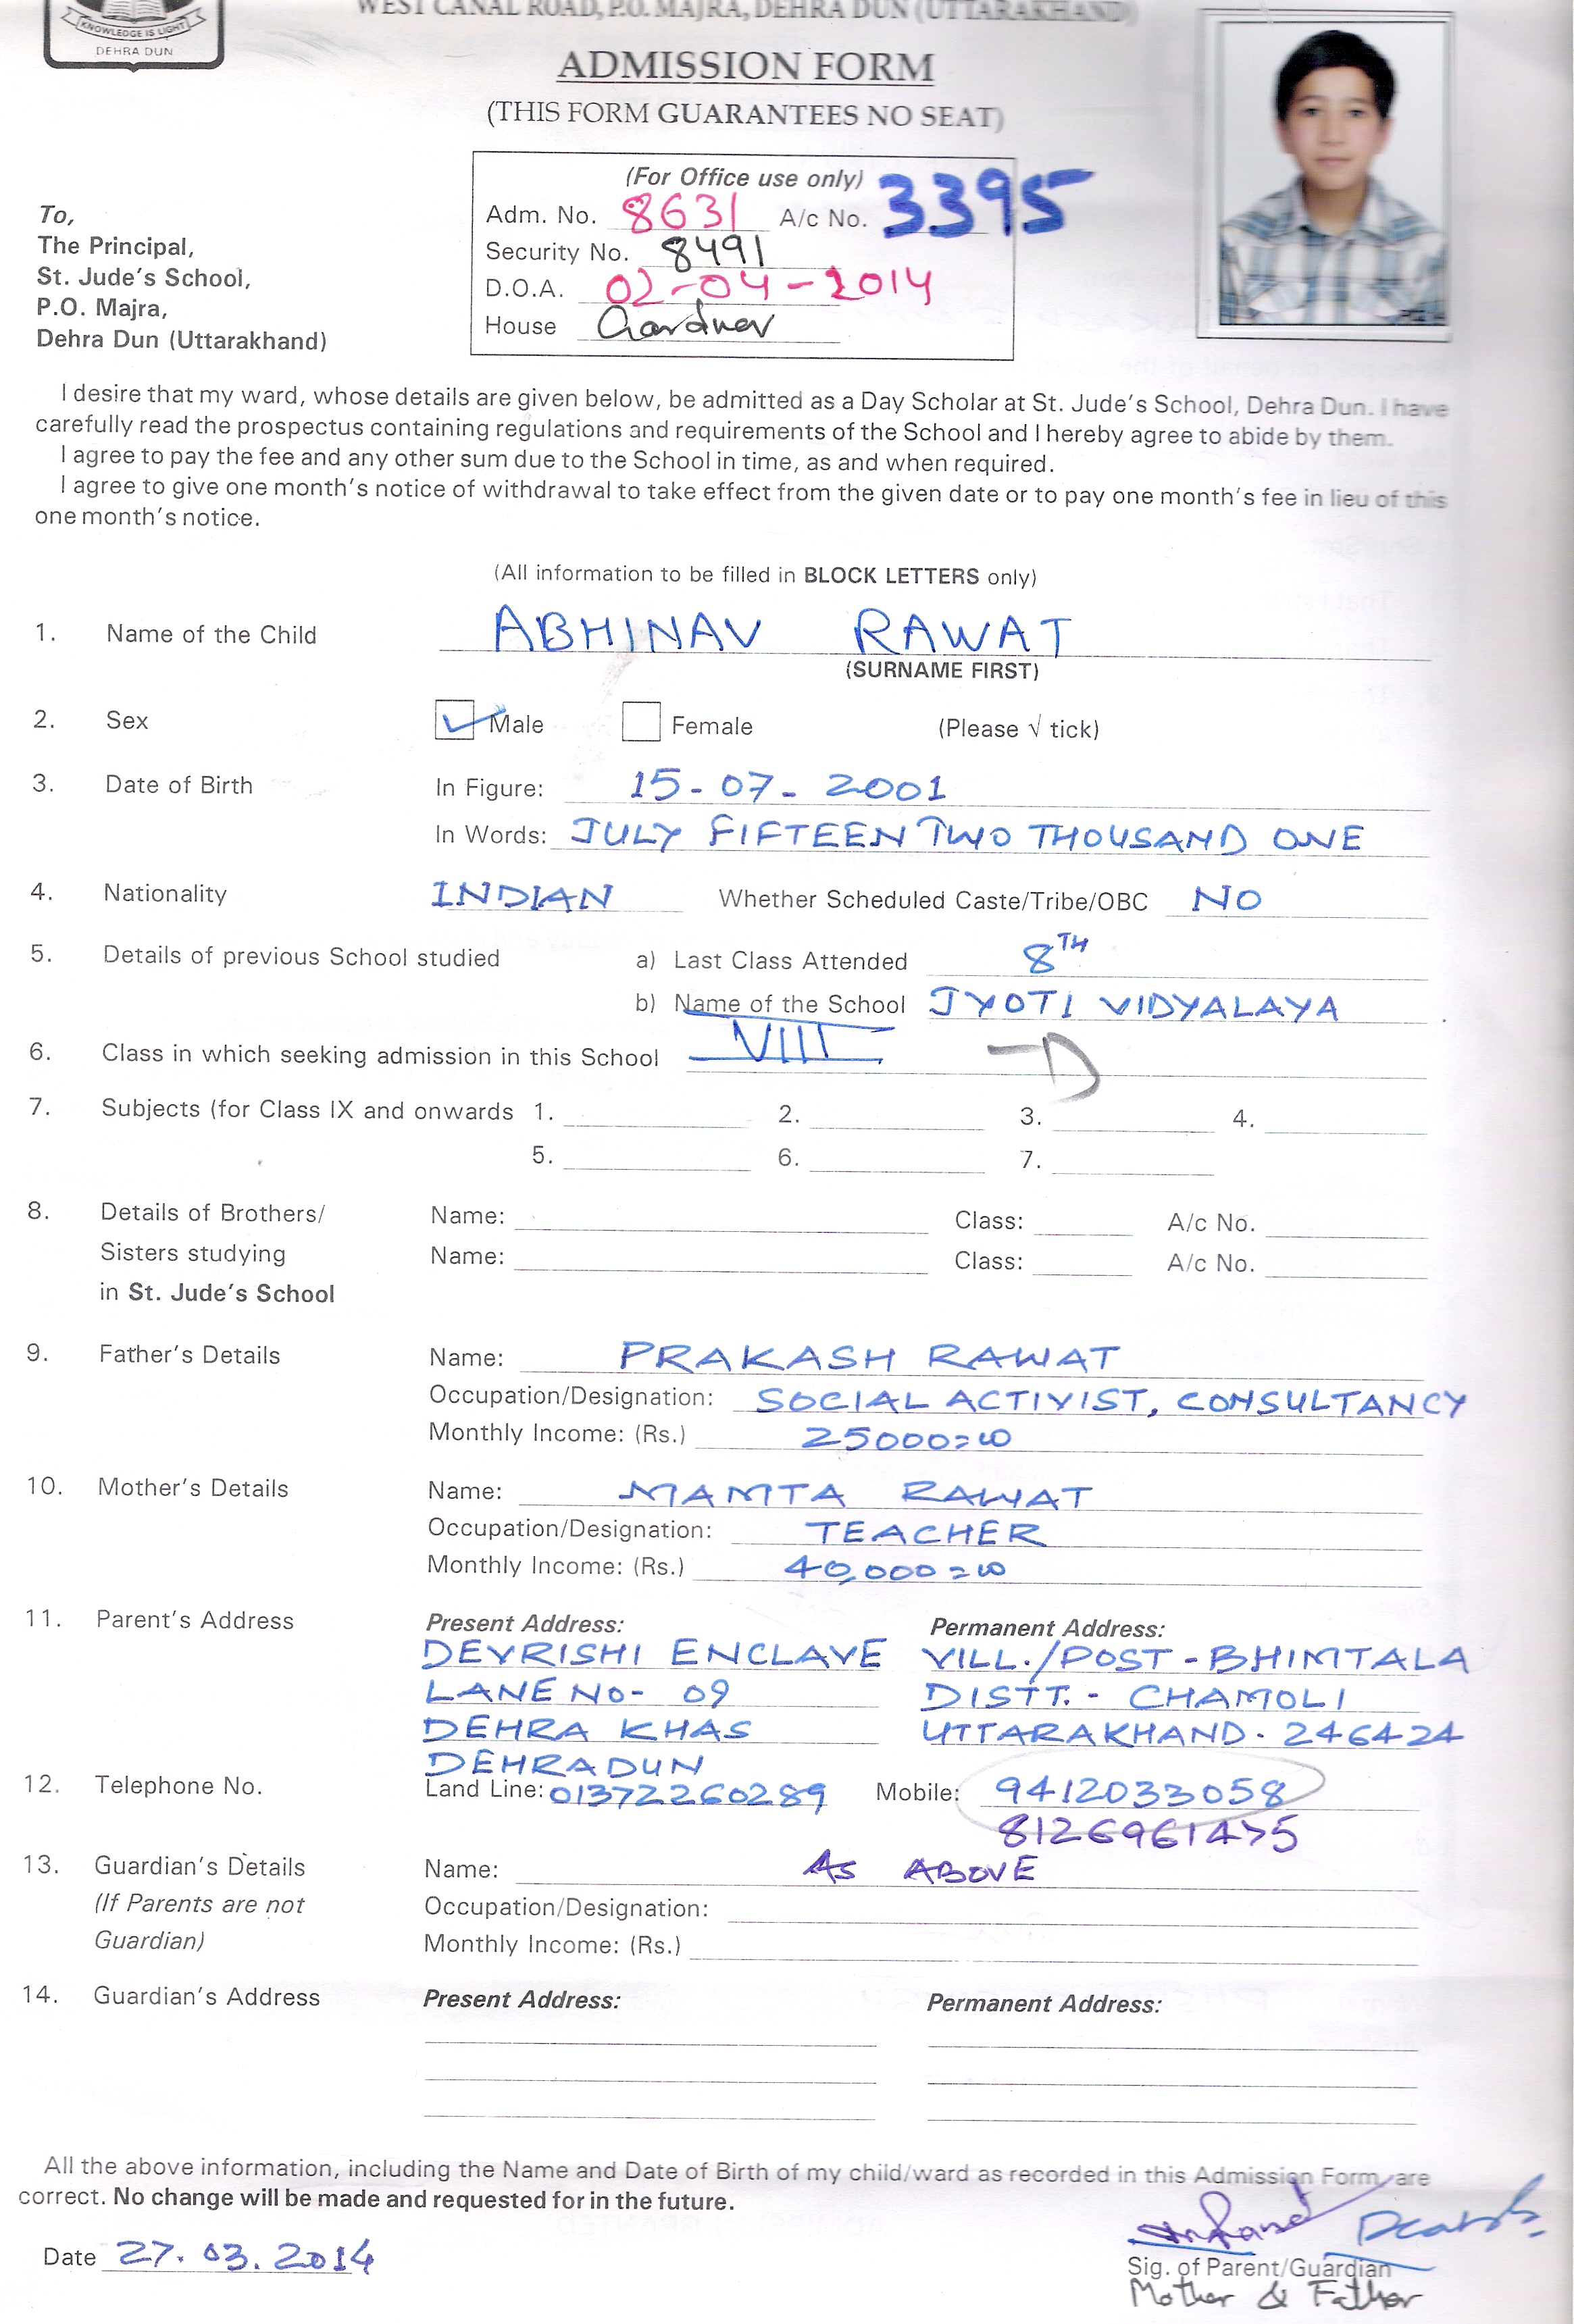 WEST CANAL ROAD, P.O. MAJRA, DEHRA DUN (UTTARAKHAND)
KNOWLEDGE IS LIGHT
DEHRA DUN
ADMISSION FORM
(THIS FORM GUARANTEES NO SEAT)
(For Office use only)
Adm. No. 8631 A/c No. 3395
Security No. 8491
D.O.A. 02-04-2014
House Gardner
To,
The Principal,
St. Jude's School,
P.O. Majra,
Dehra Dun (Uttarakhand)
I desire that my ward, whose details are given below, be admitted as a Day Scholar at St. Jude's School, Dehra Dun. I have
carefully read the prospectus containing regulations and requirements of the School and I hereby agree to abide by them.
I agree to pay the fee and any other sum due to the School in time, as and when required.
I agree to give one month's notice of withdrawal to take effect from the given date or to pay one month's fee in lieu of this
one month's notice.
(All information to be filled in BLOCK LETTERS only)
1. Name of the Child ABHINAV RAWAT
(SURNAME FIRST)
2. Sex Male Female (Please √ tick)
3. Date of Birth In Figure: 15-07-2001
In Words: JULY FIFTEEN TWO THOUSAND ONE
4. Nationality INDIAN Whether Scheduled Caste/Tribe/OBC NO
5. Details of previous School studied a) Last Class Attended 8TH
b) Name of the School JYOTI VIDYALAYA
6. Class in which seeking admission in this School VIII -D
7. Subjects (for Class IX and onwards 1. 2. 3. 4.
5. 6. 7.
8. Details of Brothers/ Name: Class: A/c No.
Sisters studying Name: Class: A/c No.
in St. Jude's School
9. Father's Details Name: PRAKASH RAWAT
Occupation/Designation: SOCIAL ACTIVIST, CONSULTANCY
Monthly Income: (Rs.) 25000=00
10. Mother's Details Name: MAMTA RAWAT
Occupation/Designation: TEACHER
Monthly Income: (Rs.) 40,000=00
11. Parent's Address Present Address: Permanent Address:
DEVRISHI ENCLAVE VILL./POST-BHIMTALA
LANE NO- 09 DISTT.- CHAMOLI
DEHRA KHAS UTTARAKHAND-246424
DEHRADUN
12. Telephone No. Land Line: 01372260289 Mobile: 9412033058
8126961475
13. Guardian's Details Name: AS ABOVE
(If Parents are not Occupation/Designation:
Guardian) Monthly Income: (Rs.)
14. Guardian's Address Present Address: Permanent Address:
All the above information, including the Name and Date of Birth of my child/ward as recorded in this Admission Form are
correct. No change will be made and requested for in the future.
Date 27.03.2014
Sig. of Parent/Guardian
Mother & Father